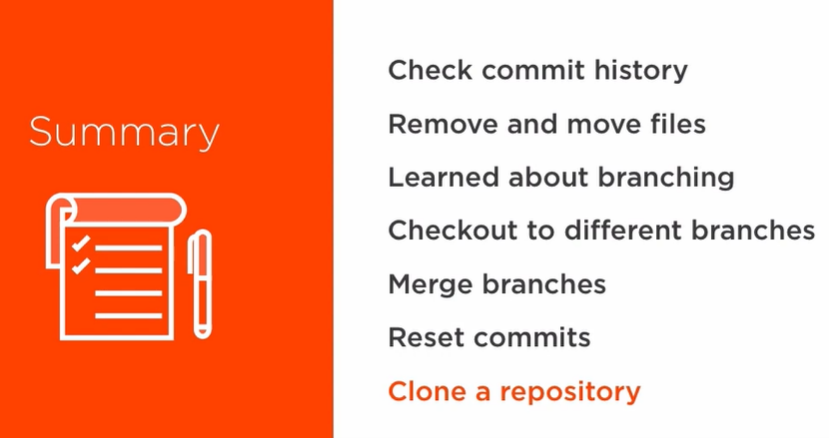 Summary
Check commit history
Remove and move files
Learned about branching
Checkout to different branches
Merge branches
Reset commits
Clone a repository